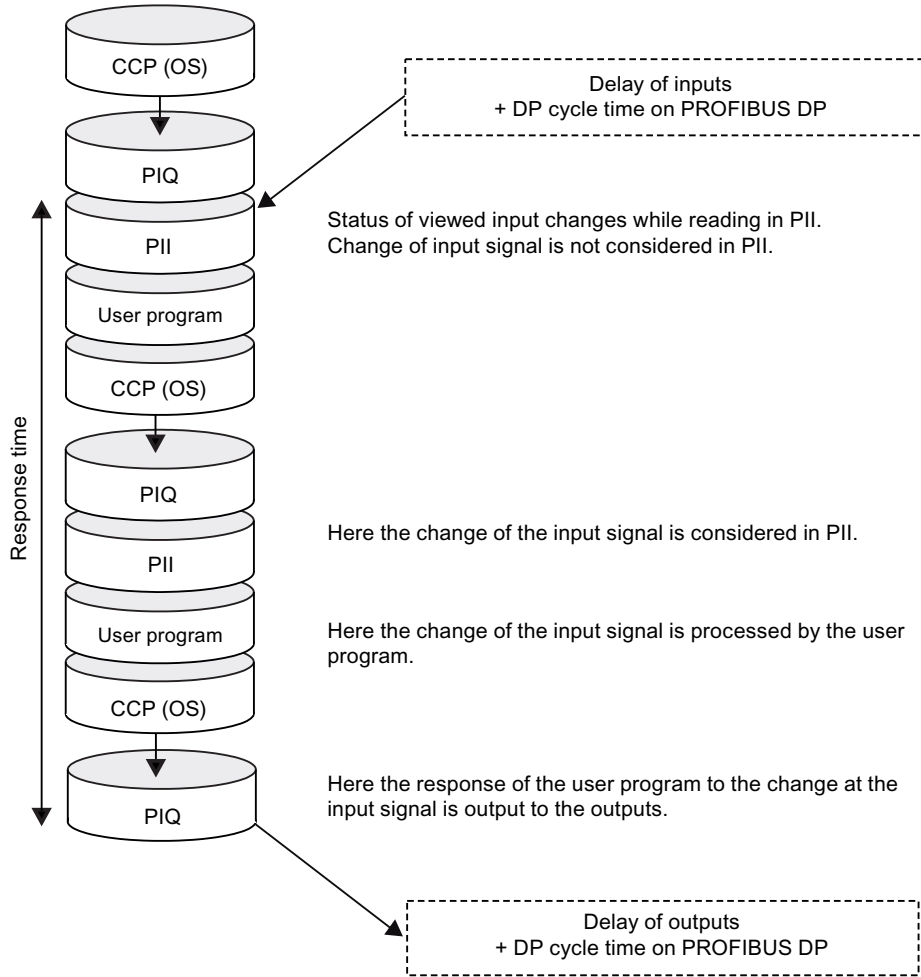 CCP (OS)
Delay of inputs
+ DP cycle time on PROFIBUS DP
PIQ
Status of viewed input changes while reading in PII.
Change of input signal is not considered in PII.
PII
User program
CCP (OS)
Response time
PIQ
Here the change of the input signal is considered in PII.
PII
Here the change of the input signal is processed by the user
program.
User program
CCP (OS)
Here the response of the user program to the change at the
input signal is output to the outputs.
PIQ
Delay of outputs
+ DP cycle time on PROFIBUS DP